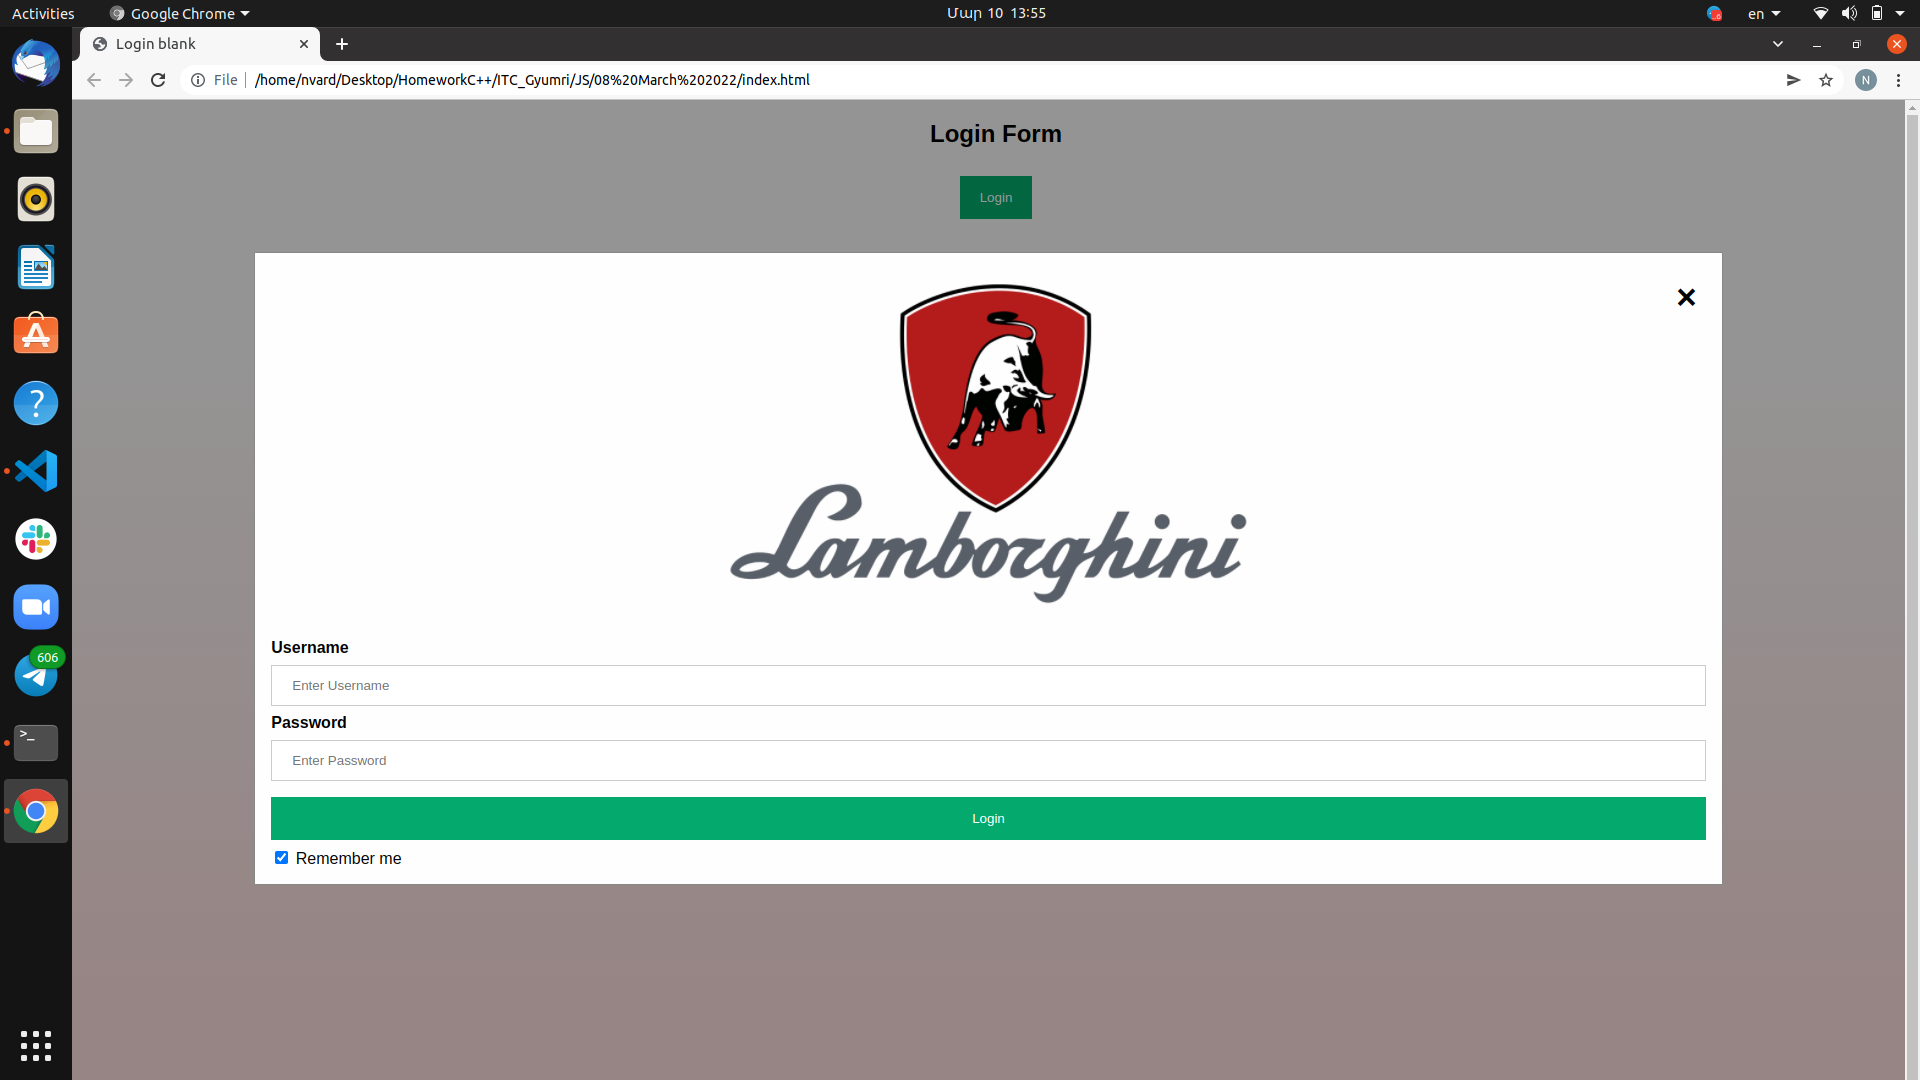 Activities
Google Chrome
Մար 10 13:55
en
Login blank
File
/home/nvard/Desktop/HomeworkC++/ITC_Gyumri/JS/08%20March%202022/index.html
N
Login Form
Login
Lamborghini
Username
Enter Username
Password
Enter Password
Login
Remember me
606
>_